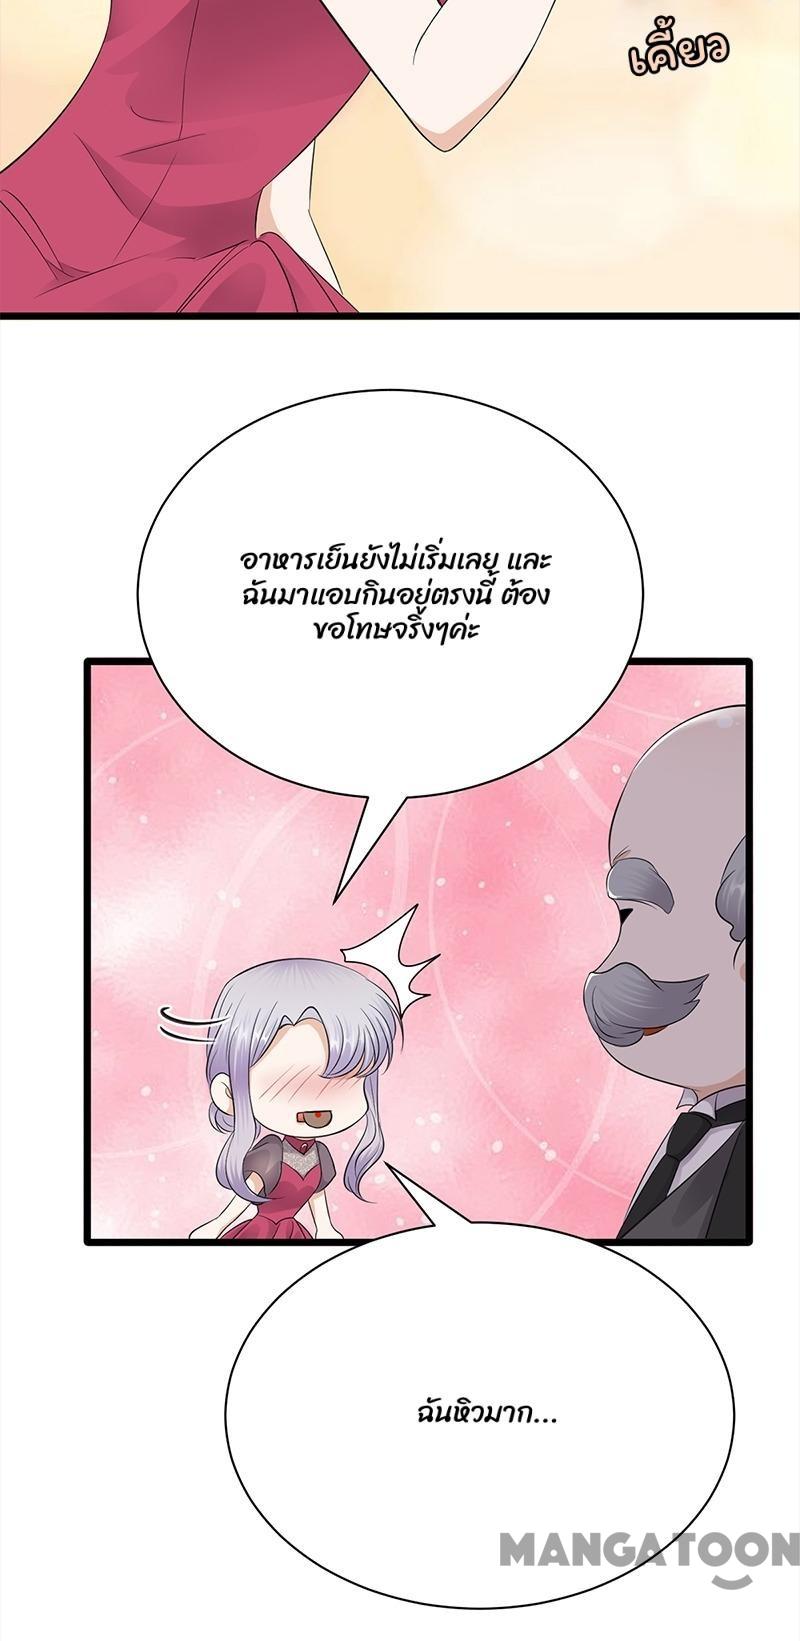 เคี้ยว
อาหารเย็นยังไม่เริ่มเลย และ
ฉันมาแอบกินอยู่ตรงนี้ ต้อง
ขอโทษจริงๆค่ะ
ฉันหิวมาก...
MANGATOON